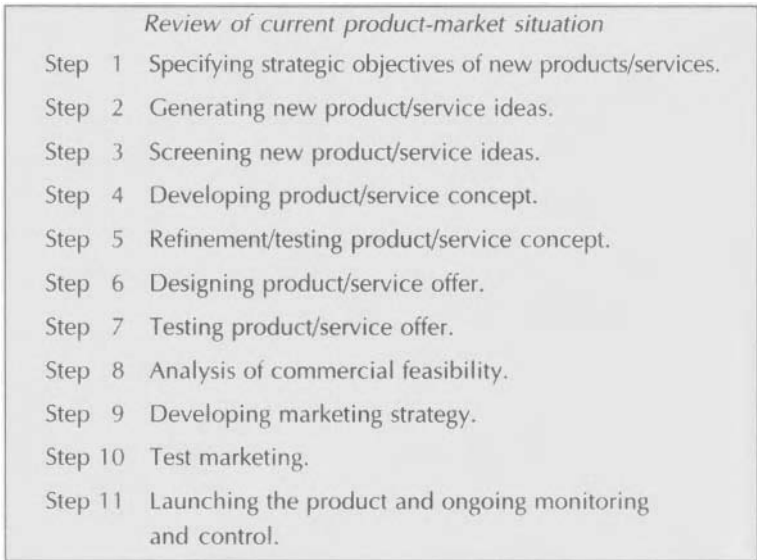 Review of current product-market situation
Step 1 Specifying strategic objectives of new products/services.
Step 2 Generating new product/service ideas.
Step 3 Screening new product/service ideas.
Step 4 Developing product/service concept.
Step 5 Refinement/testing product/service concept.
Step 6 Designing product/service offer.
Step 7 Testing product/service offer.
Step 8 Analysis of commercial feasibility.
Step 9 Developing marketing strategy.
Step 10 Test marketing.
Step 11 Launching the product and ongoing monitoring
and control.